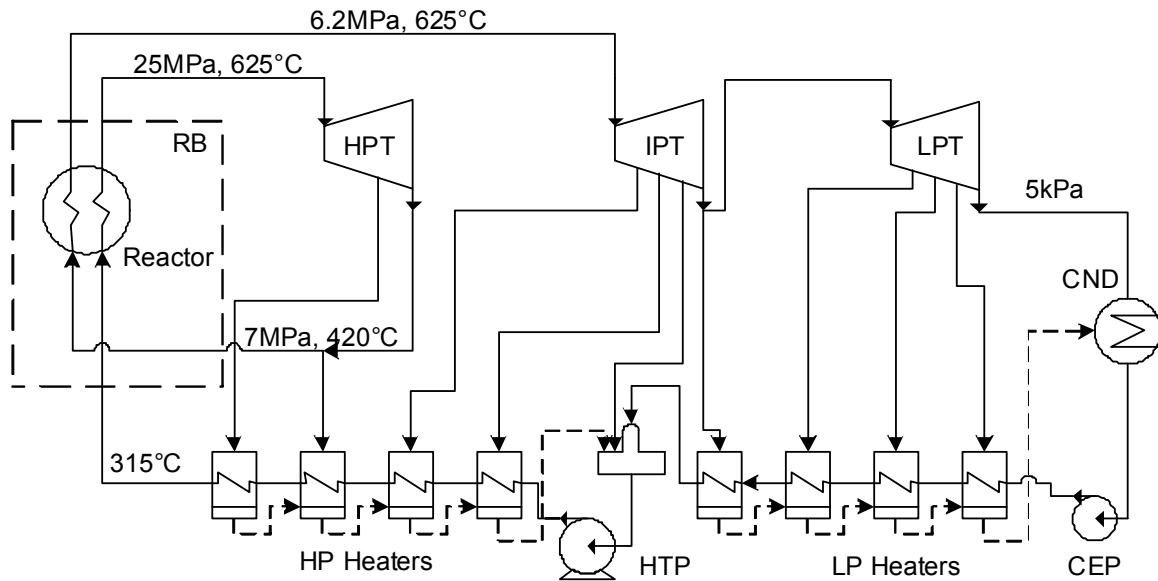 6.2MPa, 625°C
25MPa, 625°C
RB
HPT
IPT
LPT
5kPa
Reactor
CND
7MPa, 420°C
315°C
HP Heaters
HTP
LP Heaters
CEP